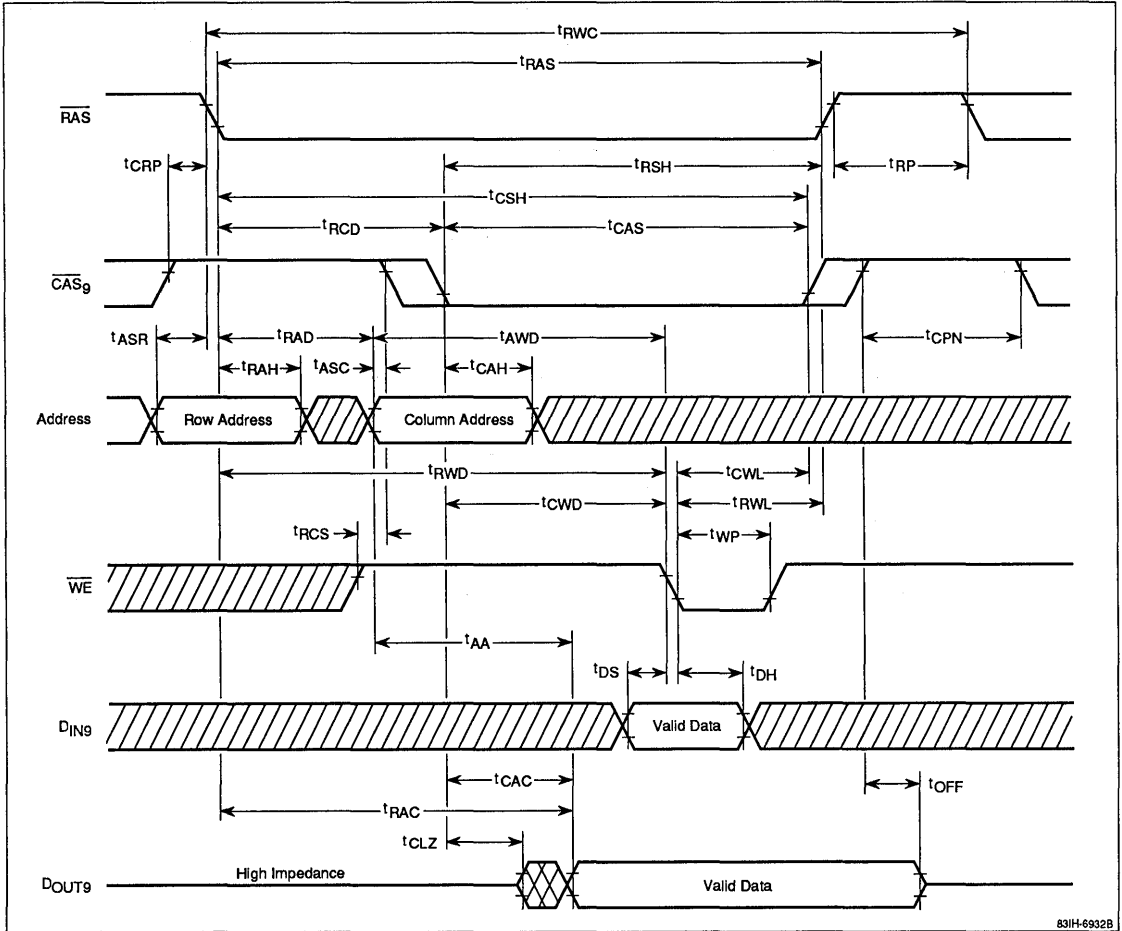 tRWC
tRAS
RAS
tCRP
tRSH
tRP
tCSH
tRCD
tCAS
CAS9
tASR
tRAD
tAWD
tCPN
tRAH
tASC
tCAH
Address
Row Address
Column Address
tRWD
tCWL
tCWD
tRWL
tRCS
tWP
WE
tAA
tDS
tDH
DIN9
Valid Data
tCAC
tOFF
tRAC
tCLZ
High Impedance
DOUT9
Valid Data
83IH-6932B